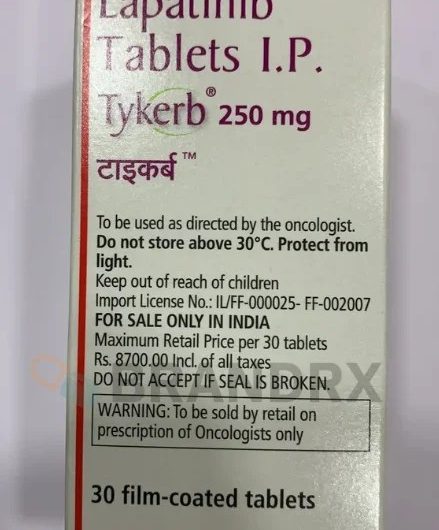 Lapatinib
Tablets I.P.
Tykerb® 250 mg
टाइकर्ब ™
To be used as directed by the oncologist.
Do not store above 30°C. Protect from
light.
Keep out of reach of children
Import License No.: IL/FF-000025- FF-002007
FOR SALE ONLY IN INDIA
Maximum Retail Price per 30 tablets
Rs. 8700.00 Incl. of all taxes
BRANDRX
DO NOT ACCEPT IF SEAL IS BROKEN.
WARNING: To be sold by retail on
prescription of Oncologists only
30 film-coated tablets